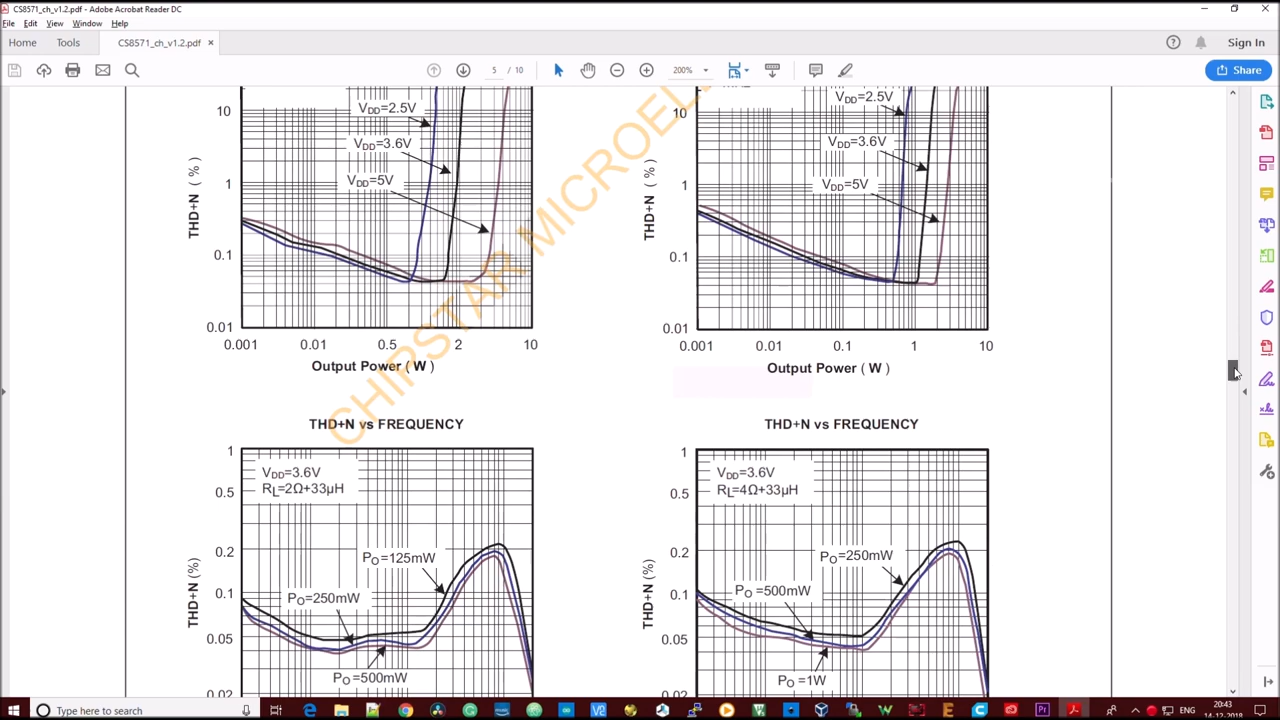 CS8571_ch_v1.2.pdf - Adobe Acrobat Reader DC
File Edit View Window Help
Home Tools CS8571_ch_v1.2.pdf × Sign In
5 / 10 200% Share
10
VDD=2.5V
VDD=3.6V
1
VDD=5V
THD+N ( % )
0.1
0.01
0.001 0.01 0.5 2 10
Output Power ( W )
10
VDD=2.5V
VDD=3.6V
1
VDD=5V
THD+N ( % )
0.1
0.01
0.001 0.01 0.1 1 10
Output Power ( W )
CHIPSTAR MICROEL
THD+N vs FREQUENCY
1
VDD=3.6V
RL=2Ω+33µH
0.5
0.2
PO=125mW
THD+N (%)
0.1
PO=250mW
0.05
PO=500mW
0.02
THD+N vs FREQUENCY
1
VDD=3.6V
RL=4Ω+33µH
0.5
0.2
PO=250mW
THD+N (%)
0.1
PO=500mW
0.05
PO=1W
0.02
Type here to search
ENG
20:43
14-12-2018